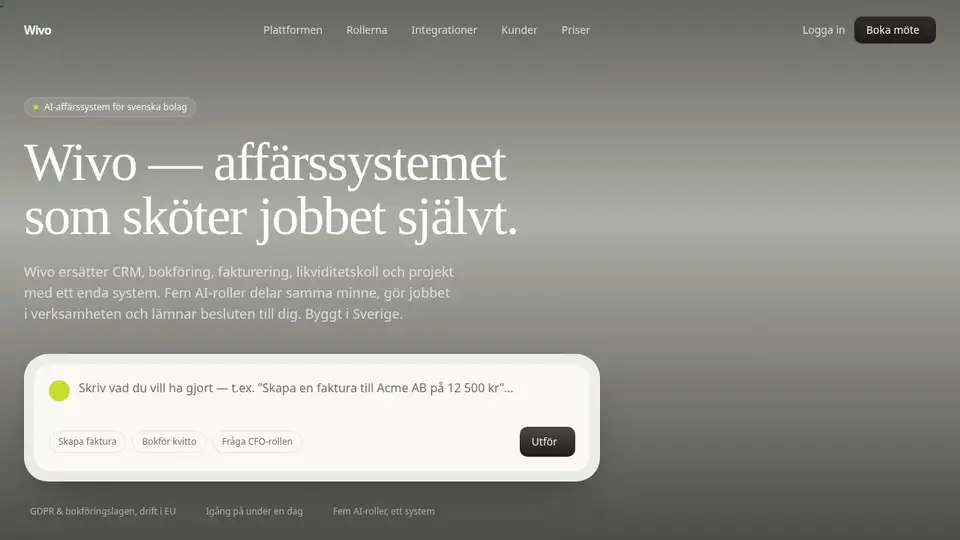 Wivo
Plattformen
Rollerna
Integrationer
Kunder
Priser
Logga in
Boka möte
AI-affärssystem för svenska bolag
Wivo — affärssystemet
som sköter jobbet självt.
Wivo ersätter CRM, bokföring, fakturering, likviditetskoll och projekt
med ett enda system. Fem AI-roller delar samma minne, gör jobbet
i verksamheten och lämnar besluten till dig. Byggt i Sverige.
Skriv vad du vill ha gjort — t.ex. ”Skapa en faktura till Acme AB på 12 500 kr”…
Skapa faktura
Bokför kvitto
Fråga CFO-rollen
Utför
GDPR & bokföringslagen, drift i EU
Igång på under en dag
Fem AI-roller, ett system